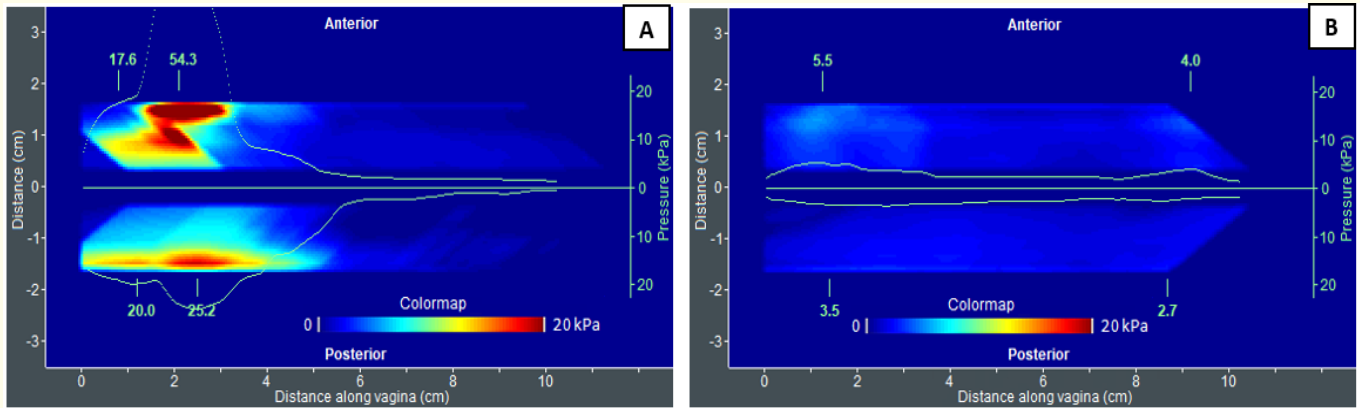 A
Anterior
17.6 54.3
3
2
1
0
-1
-2
-3
Distance (cm)
20
10
0
10
20
Pressure (kPa)
20.0 25.2
Colormap
0 20 kPa
Posterior
0 2 4 6 8 10
Distance along vagina (cm)
B
Anterior
5.5 4.0
3
2
1
0
-1
-2
-3
Distance (cm)
20
10
0
10
20
Pressure (kPa)
3.5 2.7
Colormap
0 20 kPa
Posterior
0 2 4 6 8 10
Distance along vagina (cm)